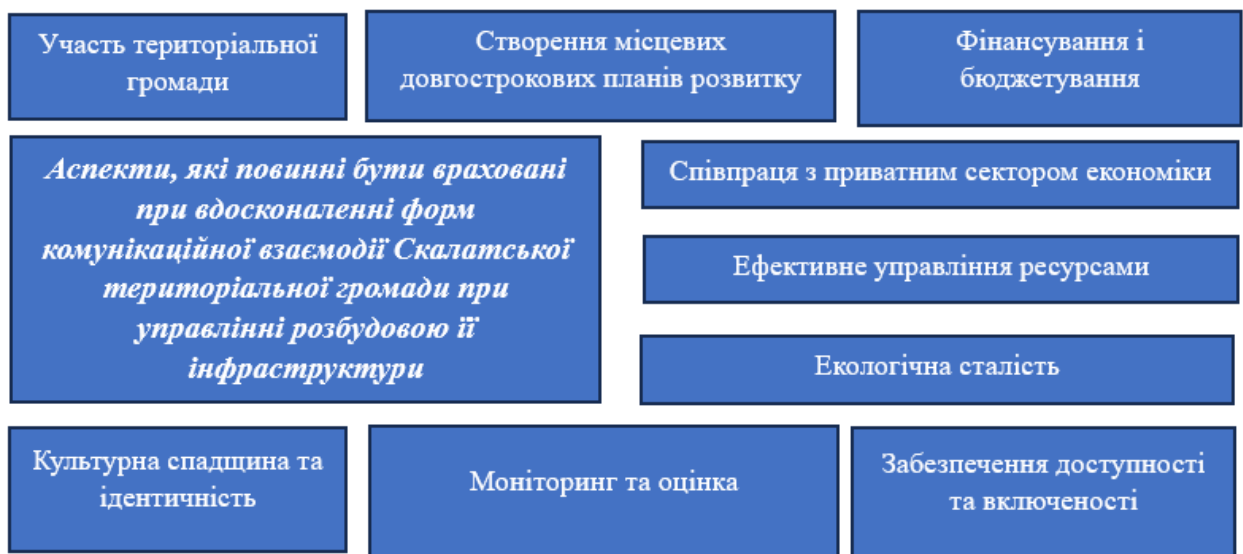 Участь територіальної
громади
Створення місцевих
довгострокових планів розвитку
Фінансування і
бюджетування
Аспекти, які повинні бути враховані
при вдосконаленні форм
комунікаційної взаємодії Скалатської
територіальної громади при
управлінні розбудовою її
інфраструктури
Співпраця з приватним сектором економіки
Ефективне управління ресурсами
Екологічна сталість
Культурна спадщина та
ідентичність
Моніторинг та оцінка
Забезпечення доступності
та включеності